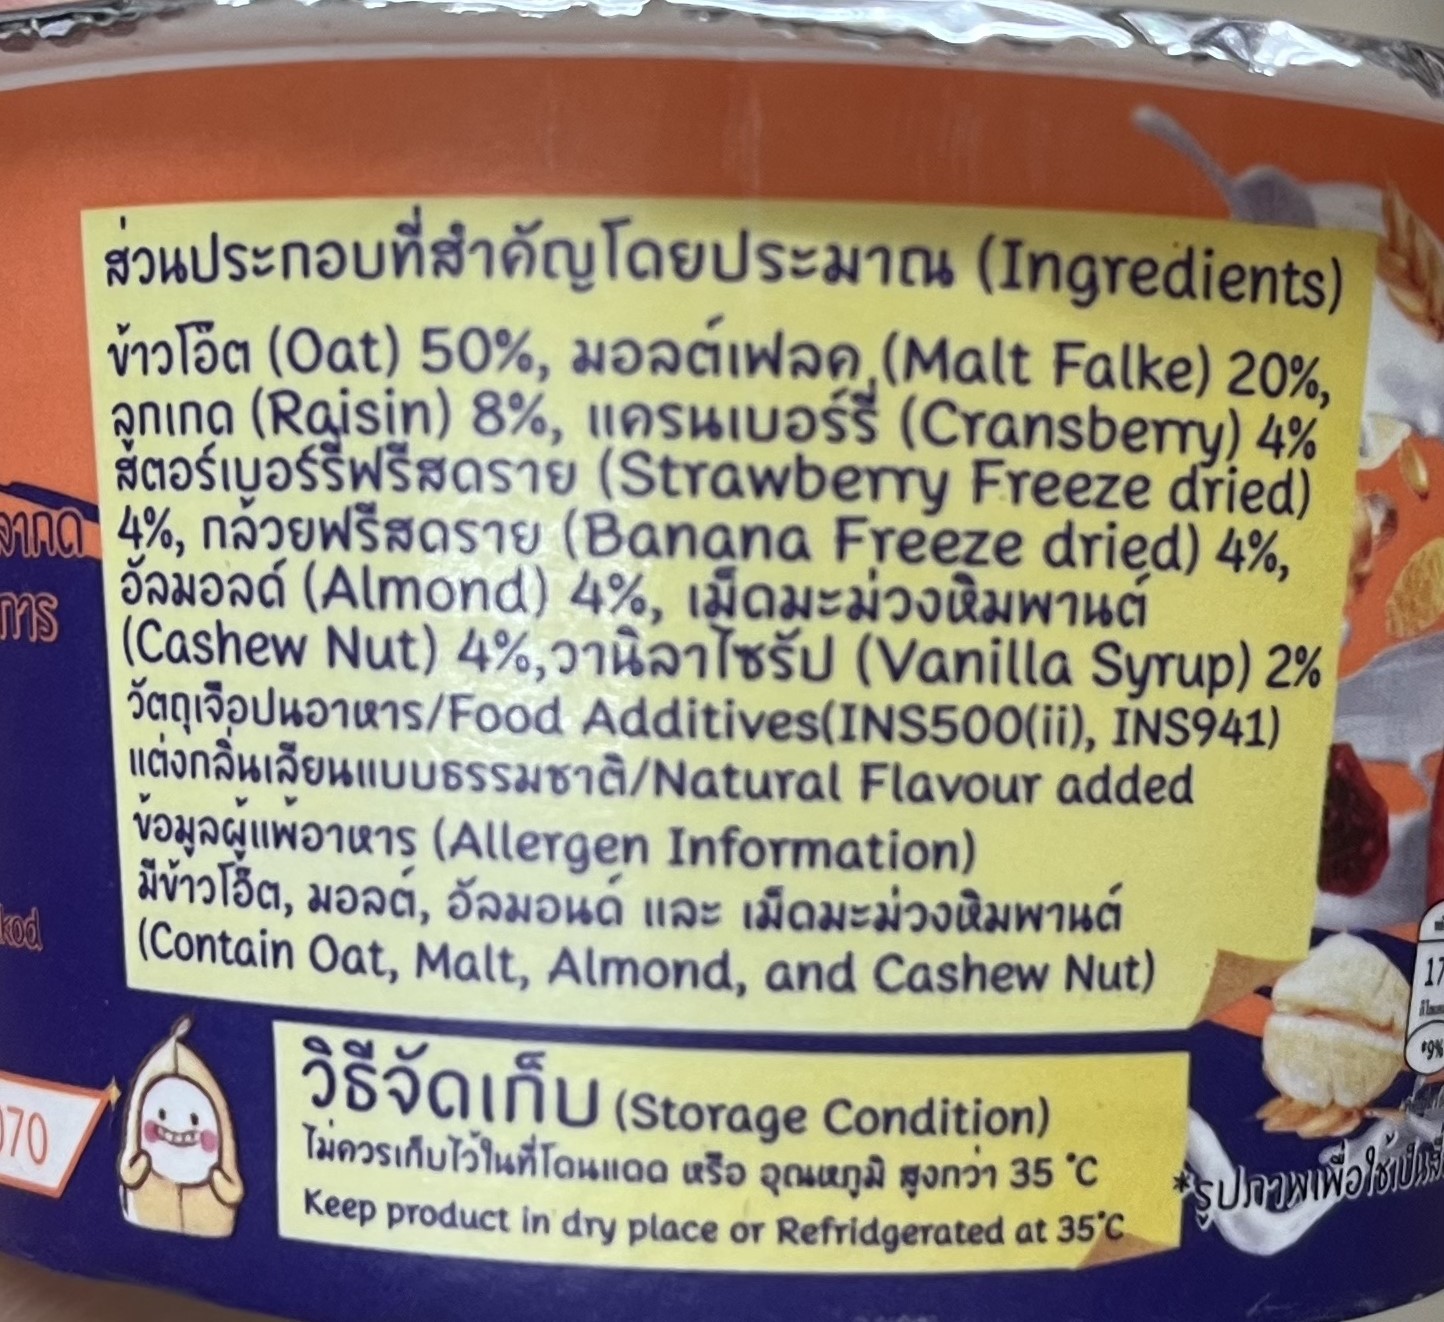 ส่วนประกอบที่สำคัญโดยประมาณ (Ingredients)
ข้าวโอ๊ต (Oat) 50%, มอลต์เฟลค (Malt Falke) 20%,
ลูกเกด (Raisin) 8%, แครนเบอร์รี่ (Cransberry) 4%
สตอร์เบอร์รี่ฟรีสดราย (Strawberry Freeze dried)
4%, กล้วยฟรีสดราย (Banana Freeze dried) 4%,
อัลมอลด์ (Almond) 4%, เม็ดมะม่วงหิมพานต์
(Cashew Nut) 4%,วานิลาไซรัป (Vanilla Syrup) 2%
วัตถุเจือปนอาหาร/Food Additives(INS500(ii), INS941)
แต่งกลิ่นเลียนแบบธรรมชาติ/Natural Flavour added
ข้อมูลผู้แพ้อาหาร (Allergen Information)
มีข้าวโอ๊ต, มอลต์, อัลมอนด์ และ เม็ดมะม่วงหิมพานต์
(Contain Oat, Malt, Almond, and Cashew Nut)
วิธีจัดเก็บ (Storage Condition)
ไม่ควรเก็บไว้ในที่โดนแดด หรือ อุณหภูมิ สูงกว่า 35 °C
Keep product in dry place or Refridgerated at 35°C
070
17
*9%
*รูปภาพเพื่อใช้เป็น